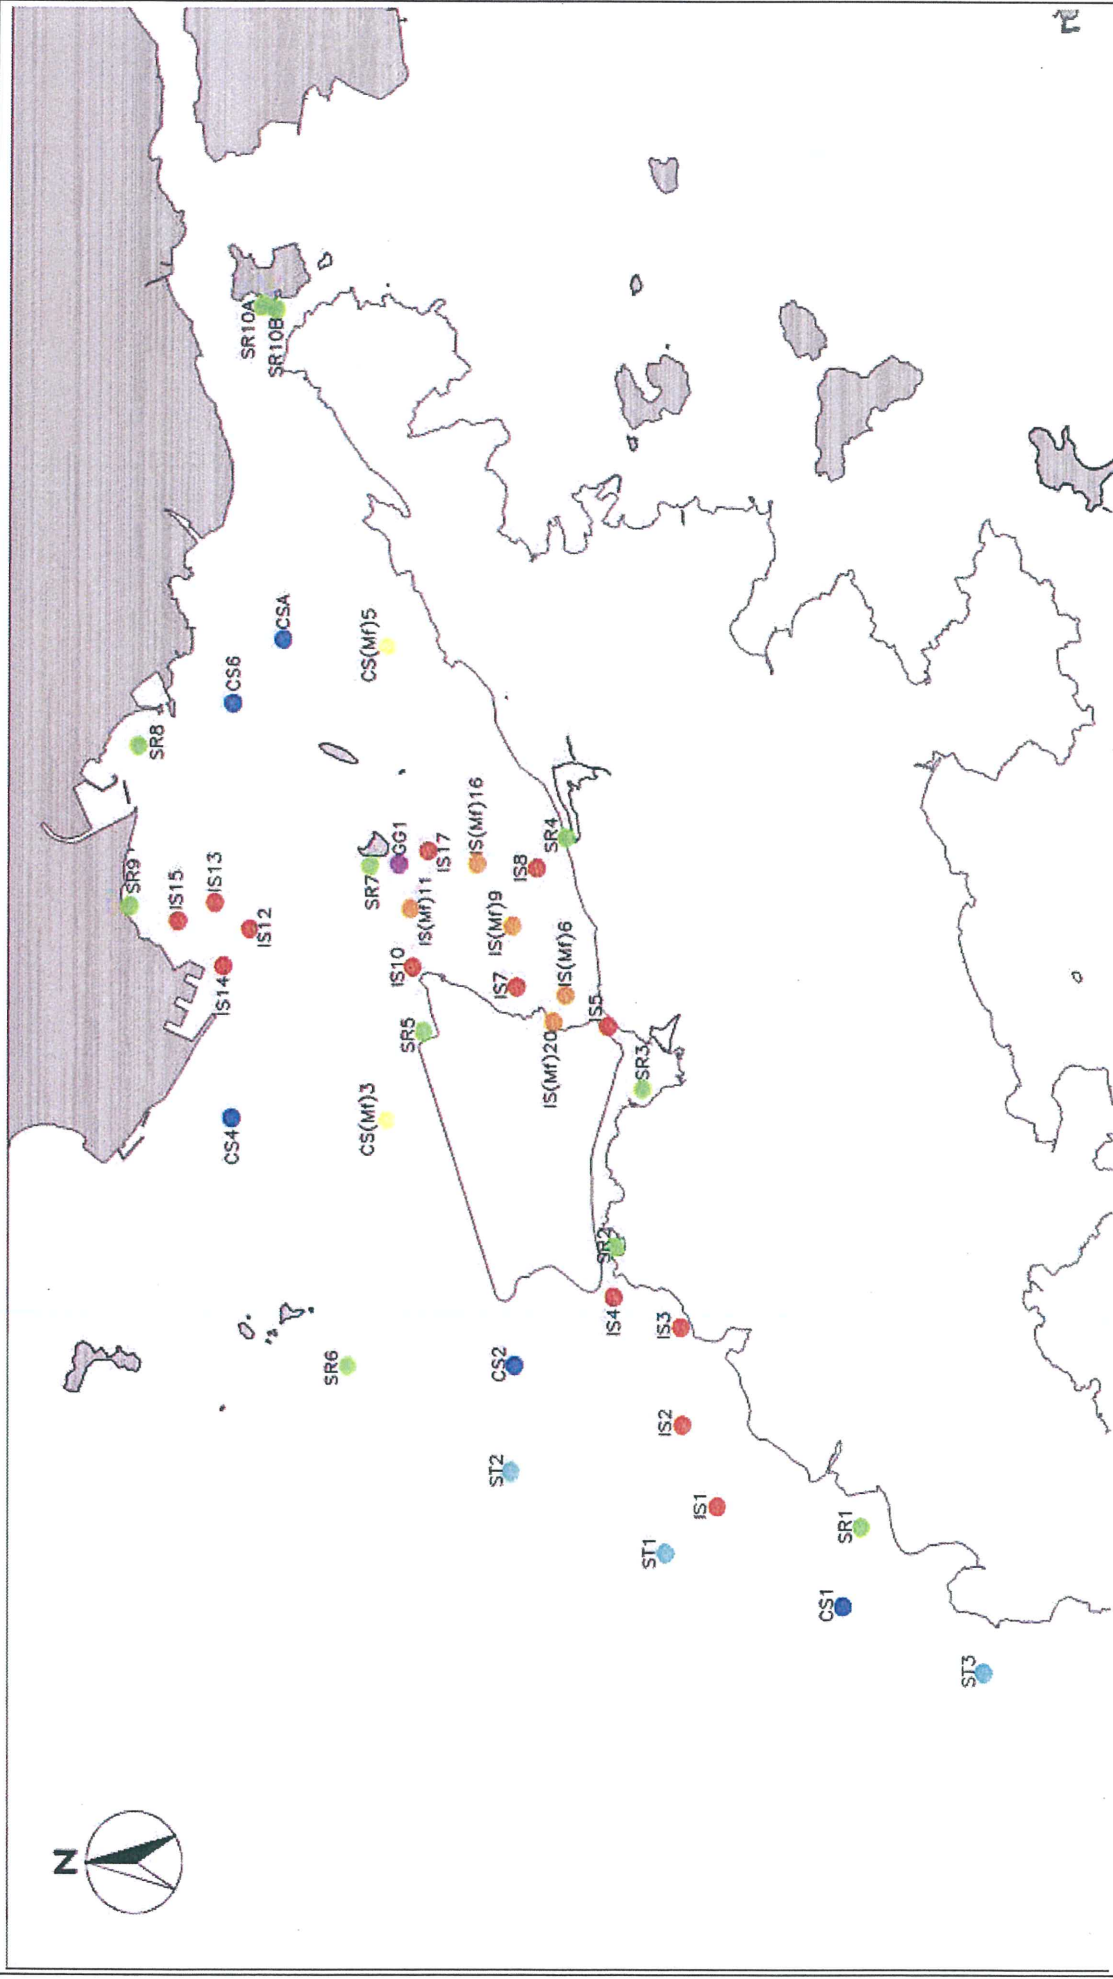 N
SR10A
SR10B
CSA
CS6
CS(Mf)5
SR8
SR9
IS15
IS13
IS12
IS14
SR7
GG1
IS17
IS(Mf)16
IS(Mf)11
IS10
IS8
SR4
IS(Mf)9
IS7
IS(Mf)6
IS(Mf)20
IS5
SR5
SR3
CS4
CS(Mf)3
SR2
IS4
IS3
SR6
CS2
IS2
ST2
IS1
ST1
SR1
CS1
ST3